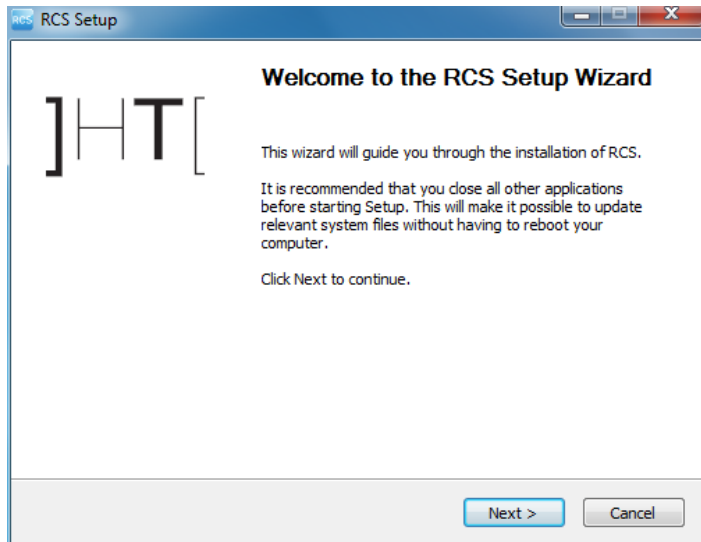 RCS RCS Setup
Welcome to the RCS Setup Wizard
]HT[
This wizard will guide you through the installation of RCS.
It is recommended that you close all other applications
before starting Setup. This will make it possible to update
relevant system files without having to reboot your
computer.
Click Next to continue.
Next >
Cancel